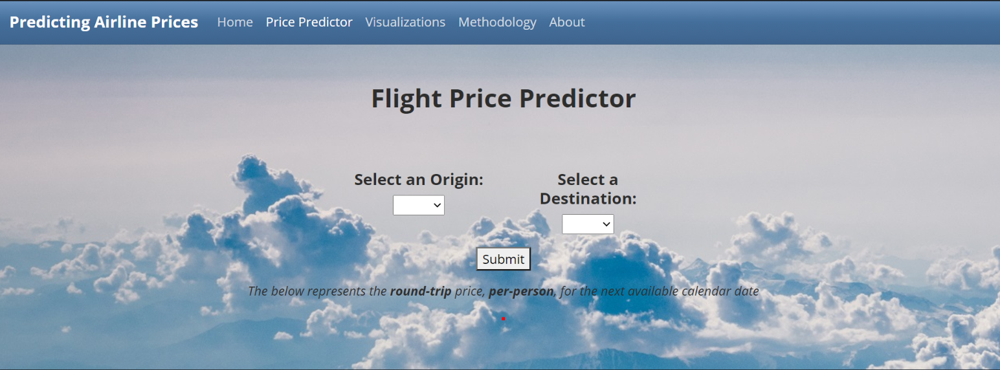 Predicting Airline Prices Home Price Predictor Visualizations Methodology About
Flight Price Predictor
Select an Origin:
Select a
Destination:
Submit
The below represents the round-trip price, per-person, for the next available calendar date